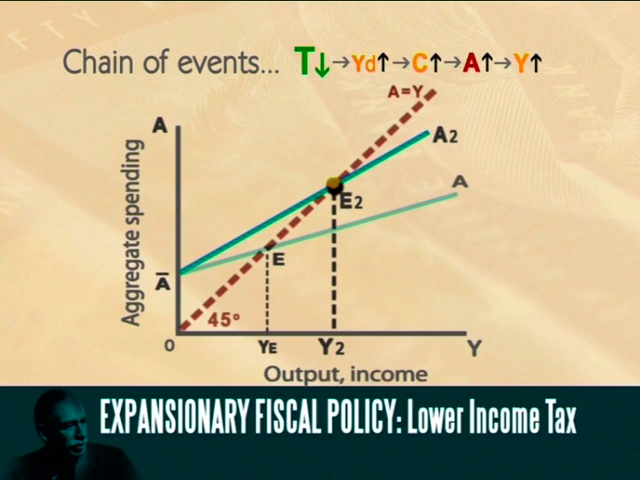 Chain of events... T↓→Yd↑→C↑→A↑→Y↑
A=Y
A
A2
A
E2
E
Aggregate spending
Ā
45°
0 YE Y2 Y
Output, income
EXPANSIONARY FISCAL POLICY: Lower Income Tax